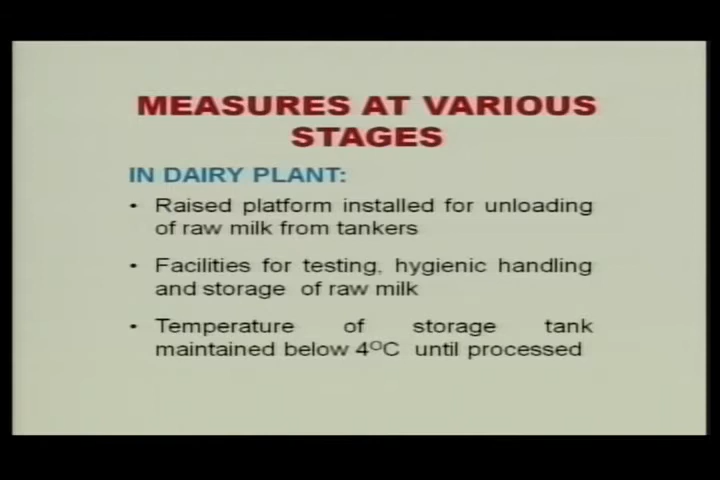 MEASURES AT VARIOUS
STAGES
IN DAIRY PLANT:
• Raised platform installed for unloading
of raw milk from tankers
• Facilities for testing, hygienic handling
and storage of raw milk
• Temperature of storage tank
maintained below 4⁰C until processed